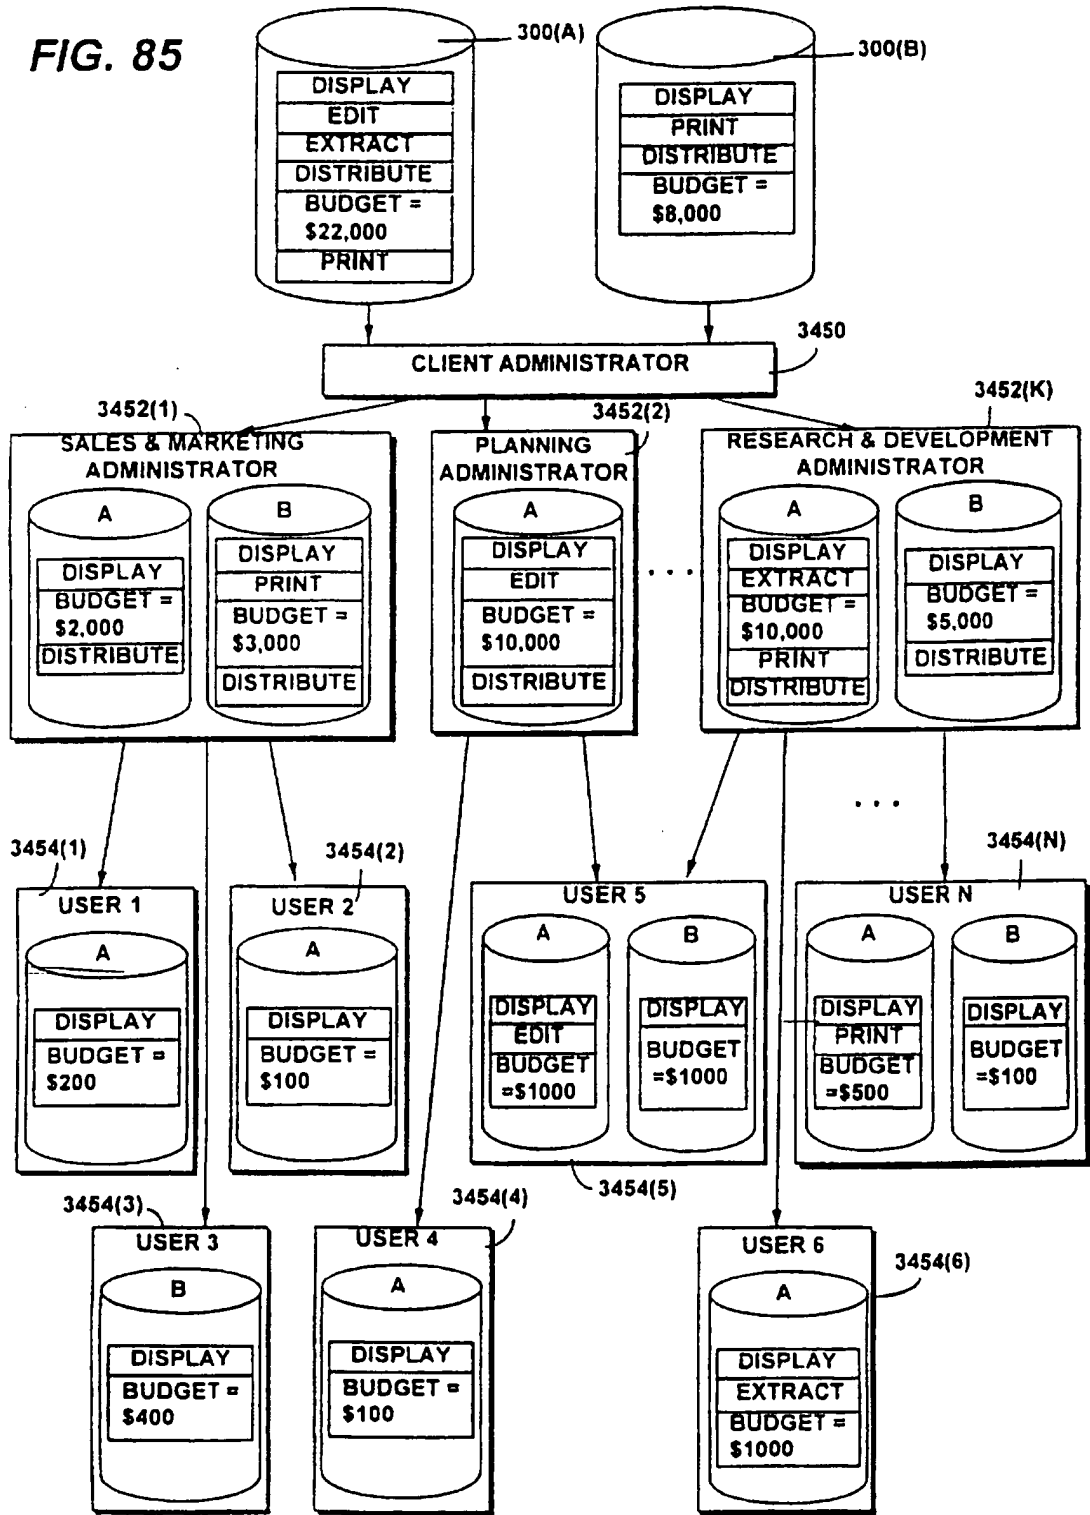 FIG. 85
300(A)
DISPLAY
EDIT
EXTRACT
DISTRIBUTE
BUDGET =
$22,000
PRINT
300(B)
DISPLAY
PRINT
DISTRIBUTE
BUDGET =
$8,000
CLIENT ADMINISTRATOR
3450
3452(1)
SALES & MARKETING
ADMINISTRATOR
A
DISPLAY
BUDGET =
$2,000
DISTRIBUTE
B
DISPLAY
PRINT
BUDGET =
$3,000
DISTRIBUTE
3452(2)
PLANNING
ADMINISTRATOR
A
DISPLAY
EDIT
BUDGET =
$10,000
DISTRIBUTE
. . .
3452(K)
RESEARCH & DEVELOPMENT
ADMINISTRATOR
A
DISPLAY
EXTRACT
BUDGET =
$10,000
PRINT
DISTRIBUTE
B
DISPLAY
BUDGET =
$5,000
DISTRIBUTE
. . .
3454(1)
USER 1
A
DISPLAY
BUDGET =
$200
3454(2)
USER 2
A
DISPLAY
BUDGET =
$100
USER 5
A
DISPLAY
EDIT
BUDGET
=$1000
B
DISPLAY
BUDGET
=$1000
3454(5)
3454(N)
USER N
A
DISPLAY
PRINT
BUDGET
=$500
B
DISPLAY
BUDGET
=$100
3454(3)
USER 3
B
DISPLAY
BUDGET =
$400
3454(4)
USER 4
A
DISPLAY
BUDGET =
$100
USER 6
3454(6)
A
DISPLAY
EXTRACT
BUDGET =
$1000